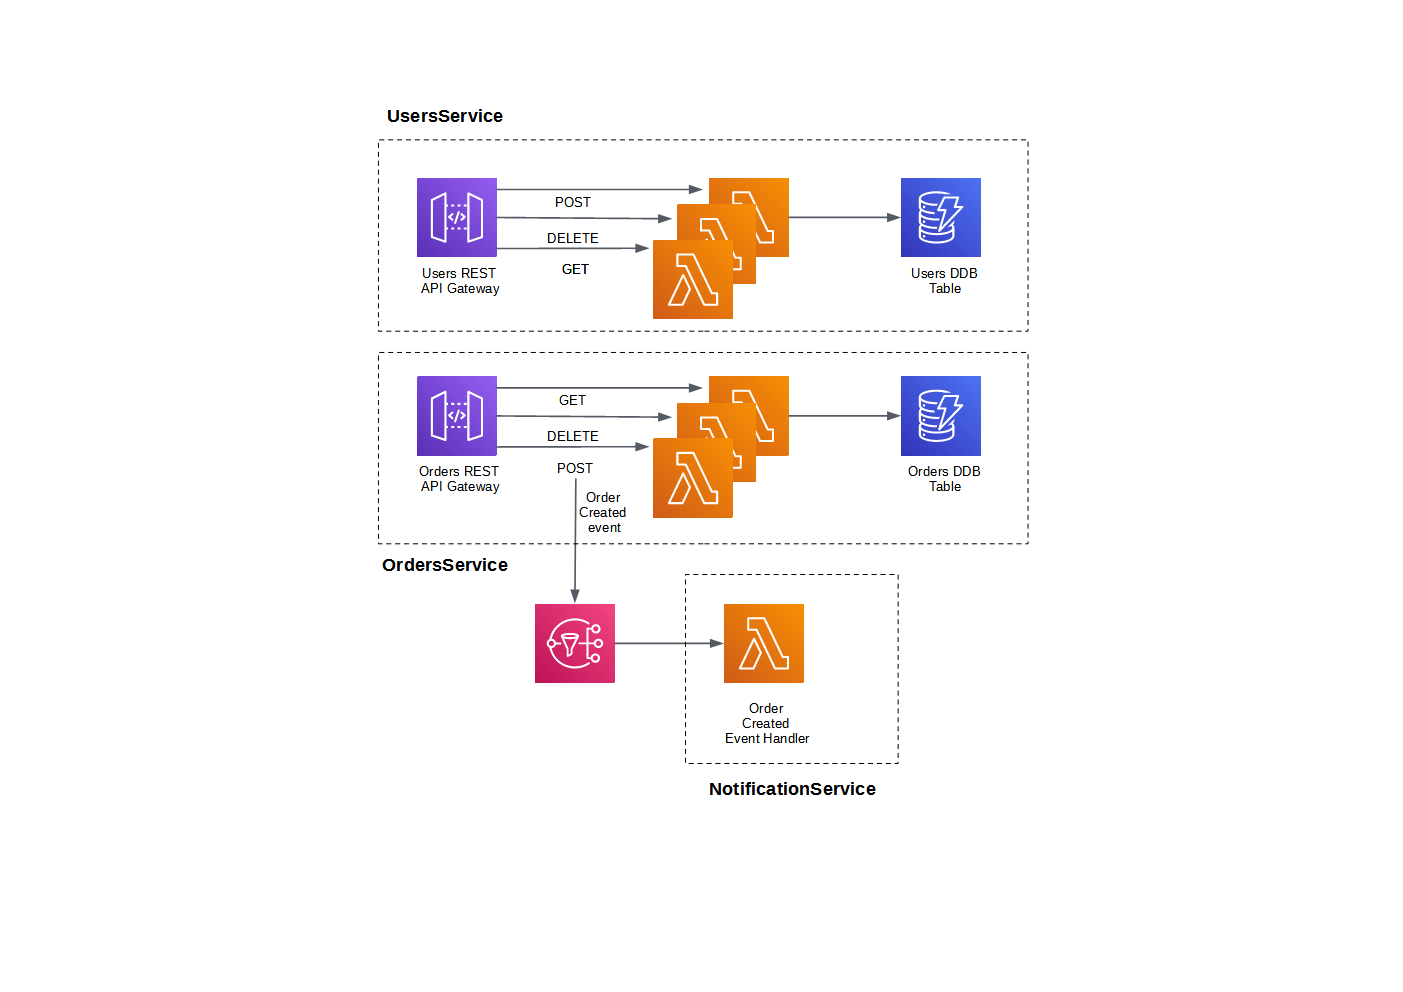 UsersService
POST
DELETE
GET
Users REST
API Gateway
Users DDB
Table
GET
DELETE
POST
Orders REST
API Gateway
Orders DDB
Table
Order
Created
event
OrdersService
Order
Created
Event Handler
NotificationService